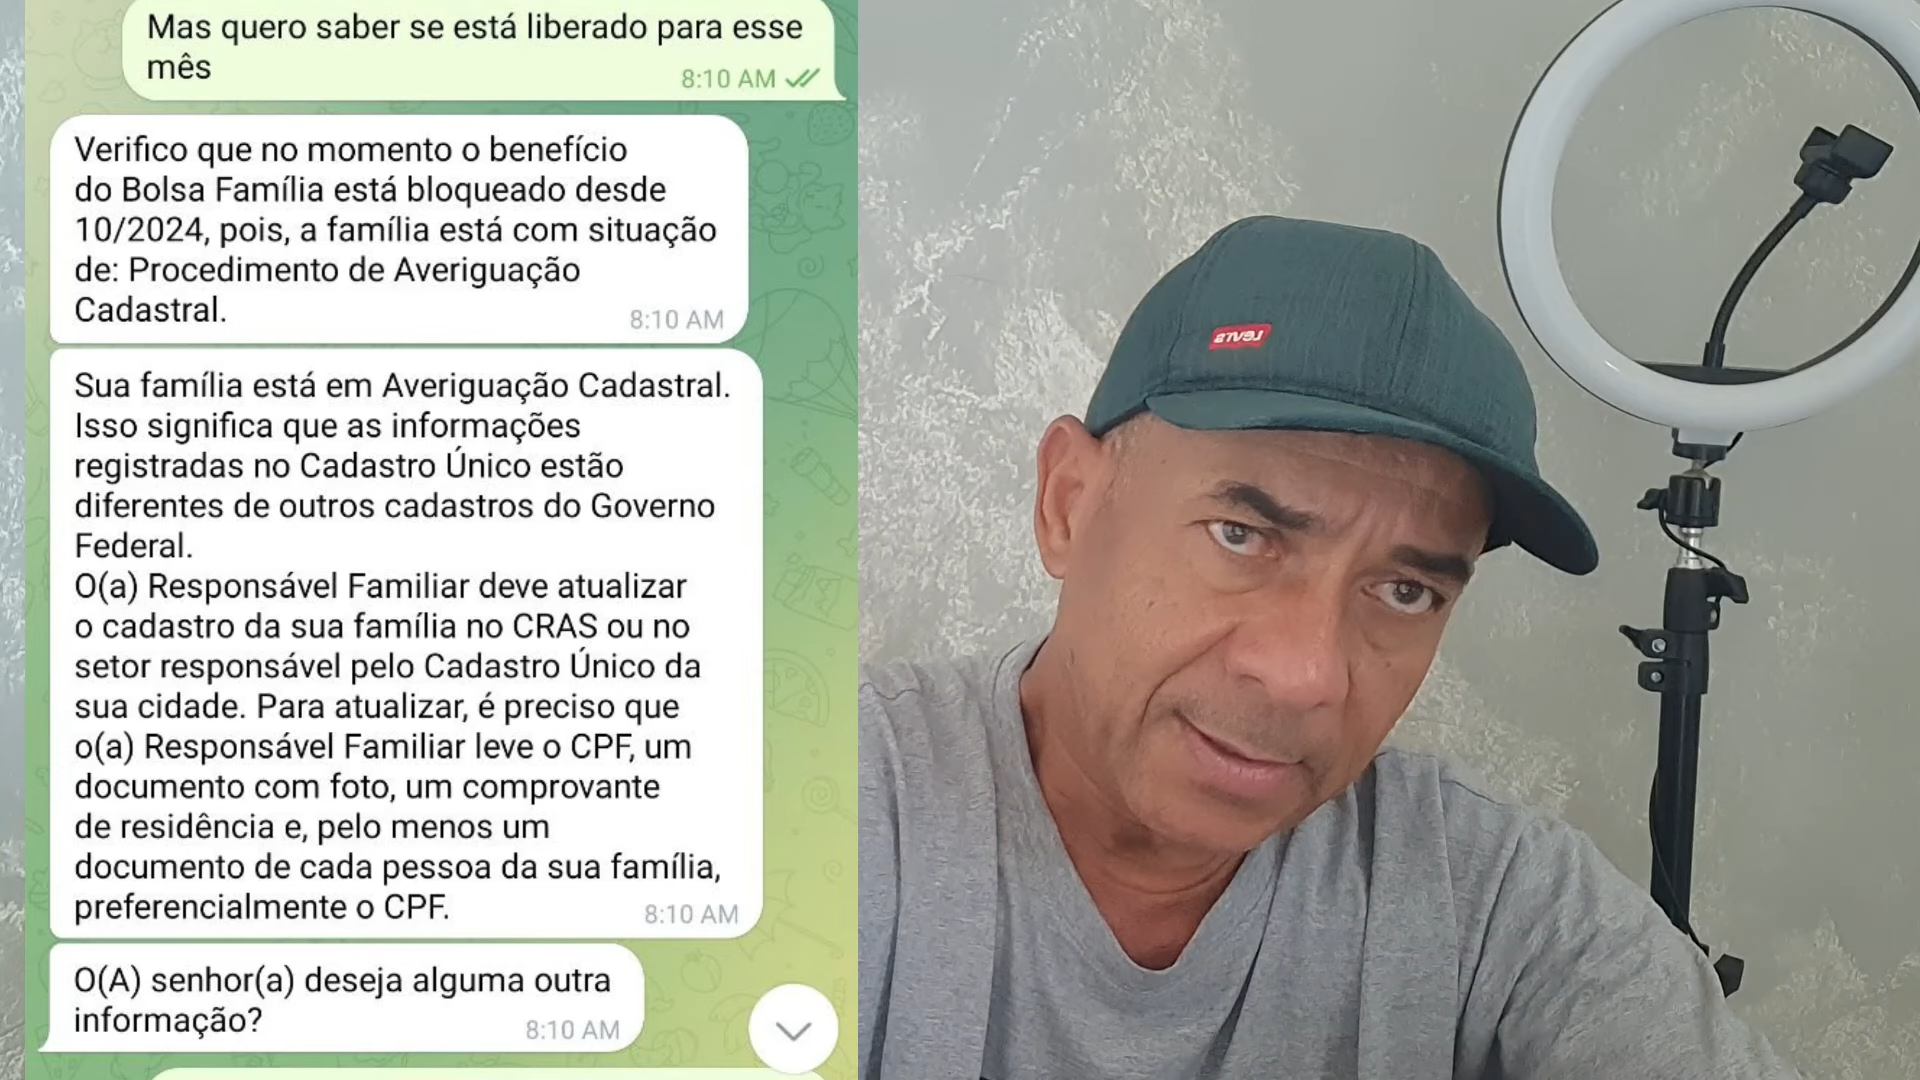 Mas quero saber se está liberado para esse
mês
8:10 AM
Verifico que no momento o benefício
do Bolsa Família está bloqueado desde
10/2024, pois, a família está com situação
de: Procedimento de Averiguação
Cadastral.
8:10 AM
Sua família está em Averiguação Cadastral.
Isso significa que as informações
registradas no Cadastro Único estão
diferentes de outros cadastros do Governo
Federal.
O(a) Responsável Familiar deve atualizar
o cadastro da sua família no CRAS ou no
setor responsável pelo Cadastro Único da
sua cidade. Para atualizar, é preciso que
o(a) Responsável Familiar leve o CPF, um
documento com foto, um comprovante
de residência e, pelo menos um
documento de cada pessoa da sua família,
preferencialmente o CPF.
8:10 AM
O(A) senhor(a) deseja alguma outra
informação?
8:10 AM
LEVI'S